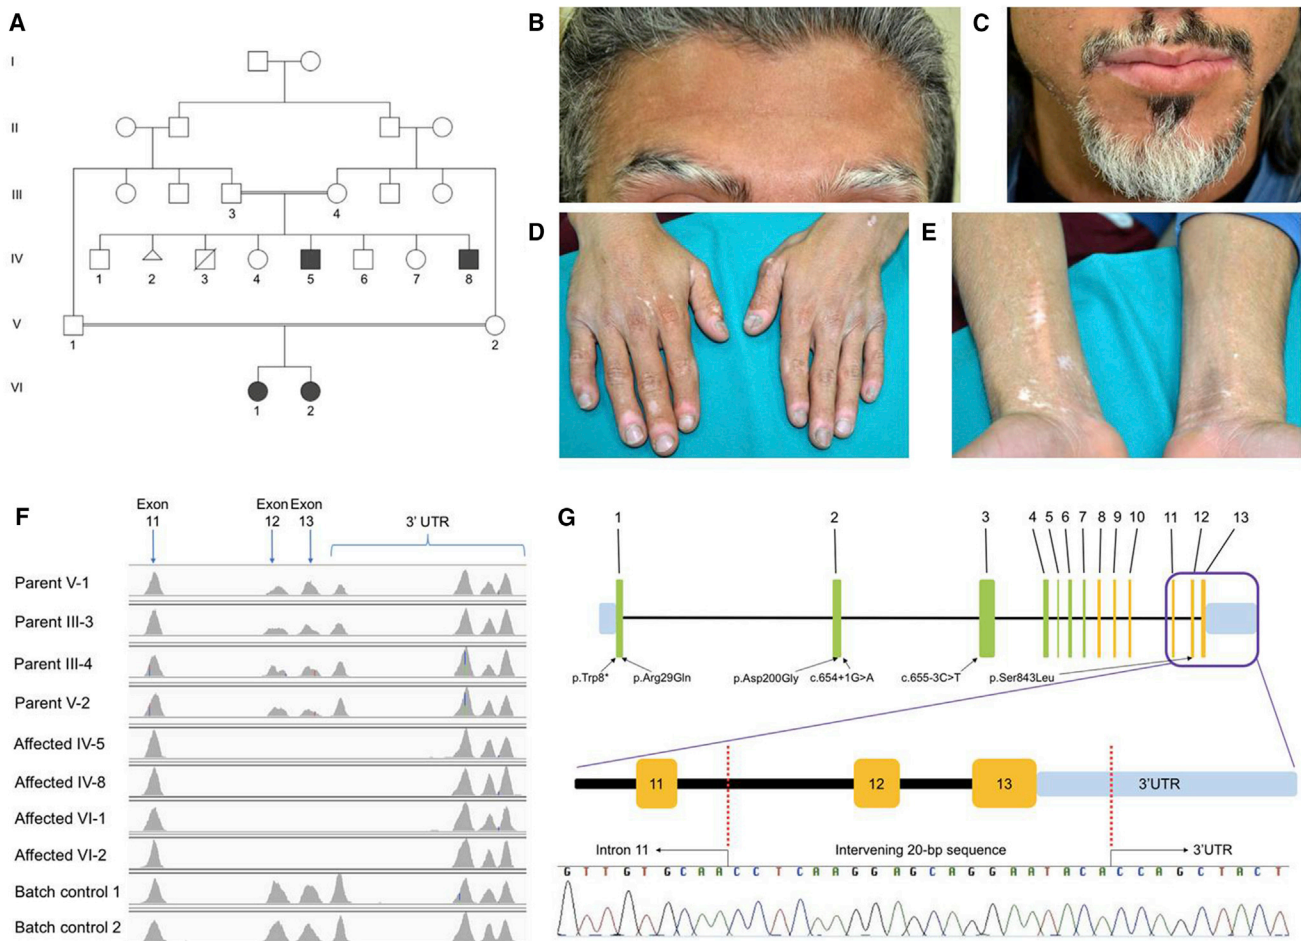 A
I
II
III
3
4
IV
1
2
3
4
5
6
7
8
V
1
2
VI
1
2
B
C
D
E
F
Exon
11
Exon
12
Exon
13
3' UTR
Parent V-1
Parent III-3
Parent III-4
Parent V-2
Affected IV-5
Affected IV-8
Affected VI-1
Affected VI-2
Batch control 1
Batch control 2
G
1 2 3 4 5 6 7 8 9 10 11 12 13
p.Trp8* p.Arg29Gln p.Asp200Gly c.654+1G>A c.655-3C>T p.Ser843Leu
11 12 13 3'UTR
Intron 11 Intervening 20-bp sequence 3'UTR
G T T G T G C A A C C T C A A G G A G C A G G A A T A C A C C A G C T A C T